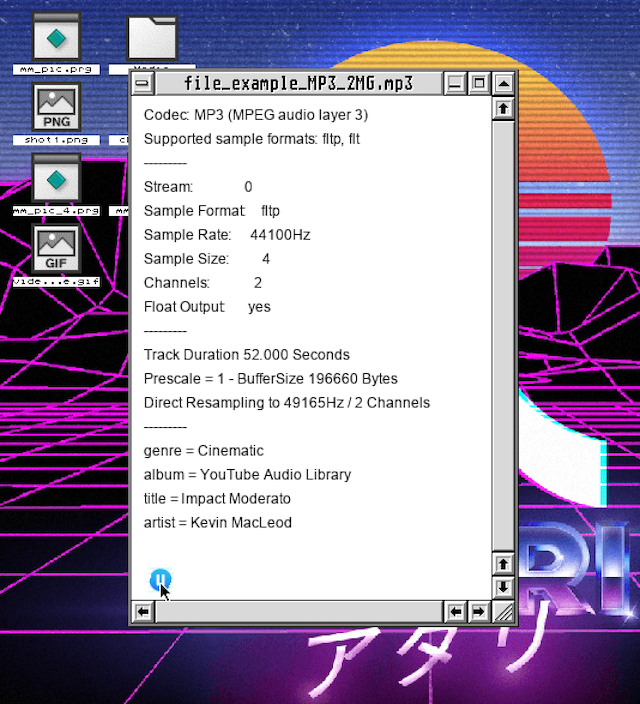 mm_pic.png
file_example_MP3_2MG.mp3
PNG
shot1.png
mm_pic_4.png
GIF
vide...e.gif
Codec: MP3 (MPEG audio layer 3)
Supported sample formats: fltp, flt
---------
Stream: 0
Sample Format: fltp
Sample Rate: 44100Hz
Sample Size: 4
Channels: 2
Float Output: yes
---------
Track Duration 52.000 Seconds
Prescale = 1 - BufferSize 196660 Bytes
Direct Resampling to 49165Hz / 2 Channels
---------
genre = Cinematic
album = YouTube Audio Library
title = Impact Moderato
artist = Kevin MacLeod
RI
アタリ